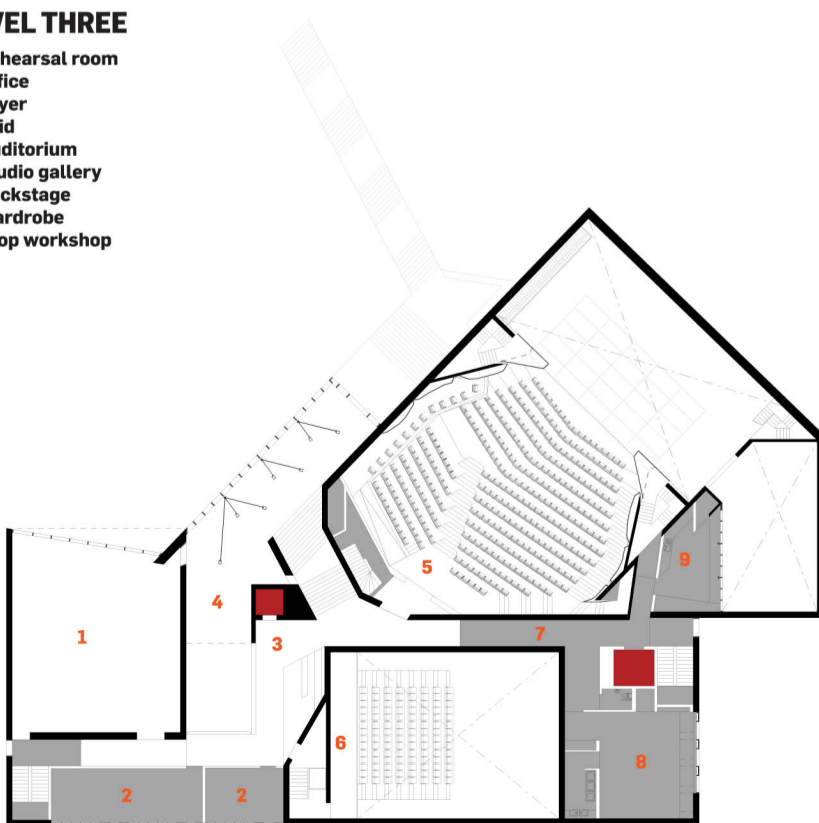 VEL THREE
hearsal room
fice
yer
id
uditorium
udio gallery
ckstage
ardrobe
op workshop
5
9
4
1
3
7
6
8
2 2